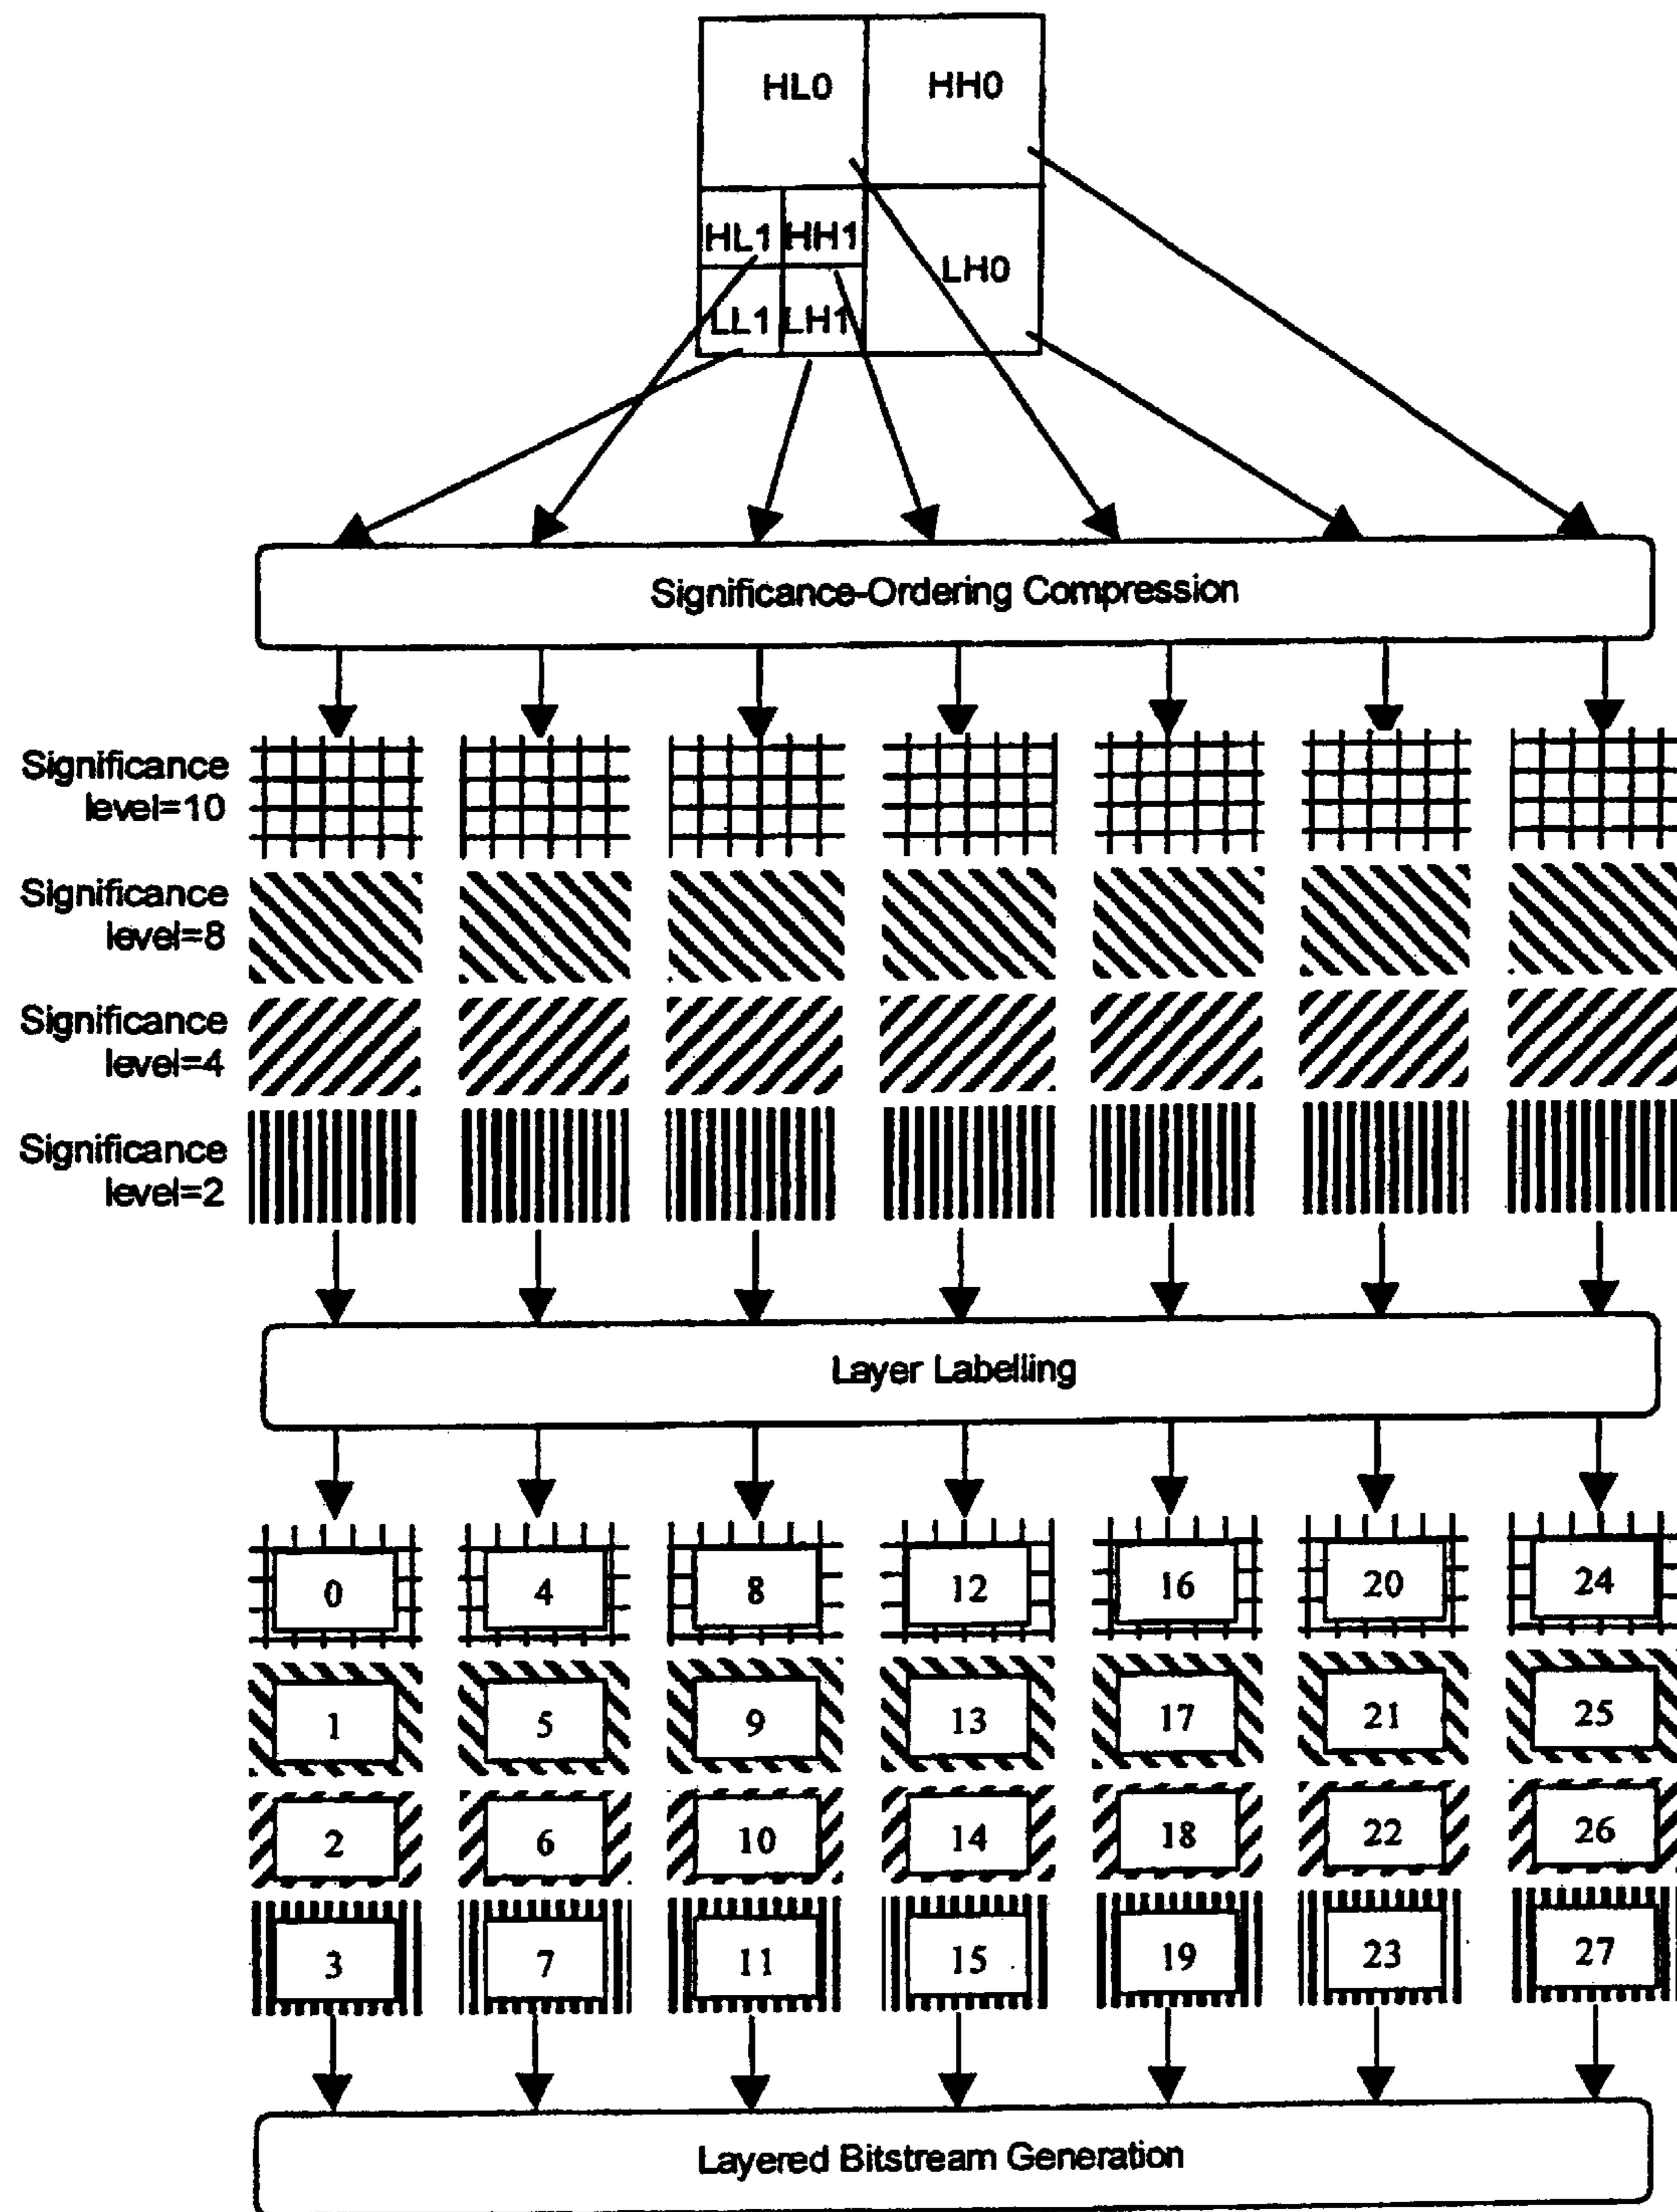 HL0
HH0
HL1
HH1
LH0
LL1
LH1
Significance-Ordering Compression
Significance
level=10
Significance
level=8
Significance
level=4
Significance
level=2
Layer Labelling
0
4
8
12
16
20
24
1
5
9
13
17
21
25
2
6
10
14
18
22
26
3
7
11
15
19
23
27
Layered Bitstream Generation